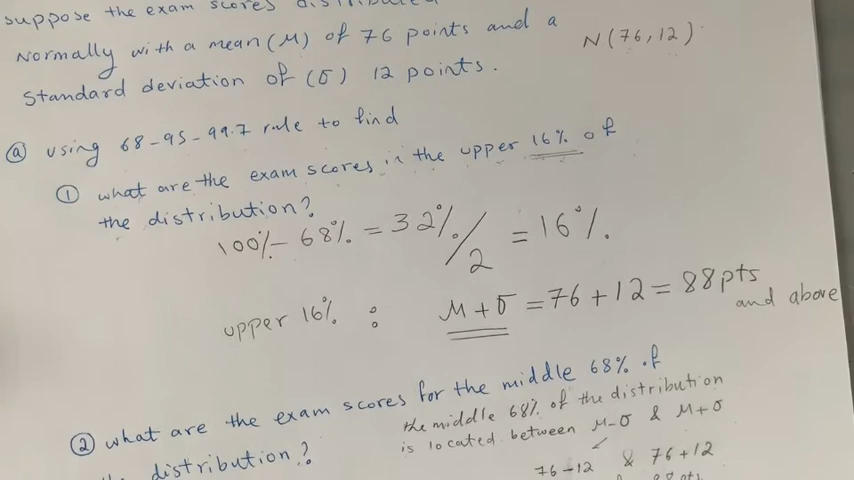 suppose the exam scores distributed
Normally with a mean (μ) of 76 points and a
N(76,12)
Standard deviation of (σ) 12 points.
ⓐ using 68-95-99.7 rule to find
① what are the exam scores in the upper 16% of
the distribution?
100% - 68% = 32%/2 = 16%.
upper 16% : μ+σ = 76+12 = 88pts
and above
② what are the exam scores for the middle 68% of
the distribution?
the middle 68% of the distribution
is located between μ-σ & μ+σ
76-12 & 76+12